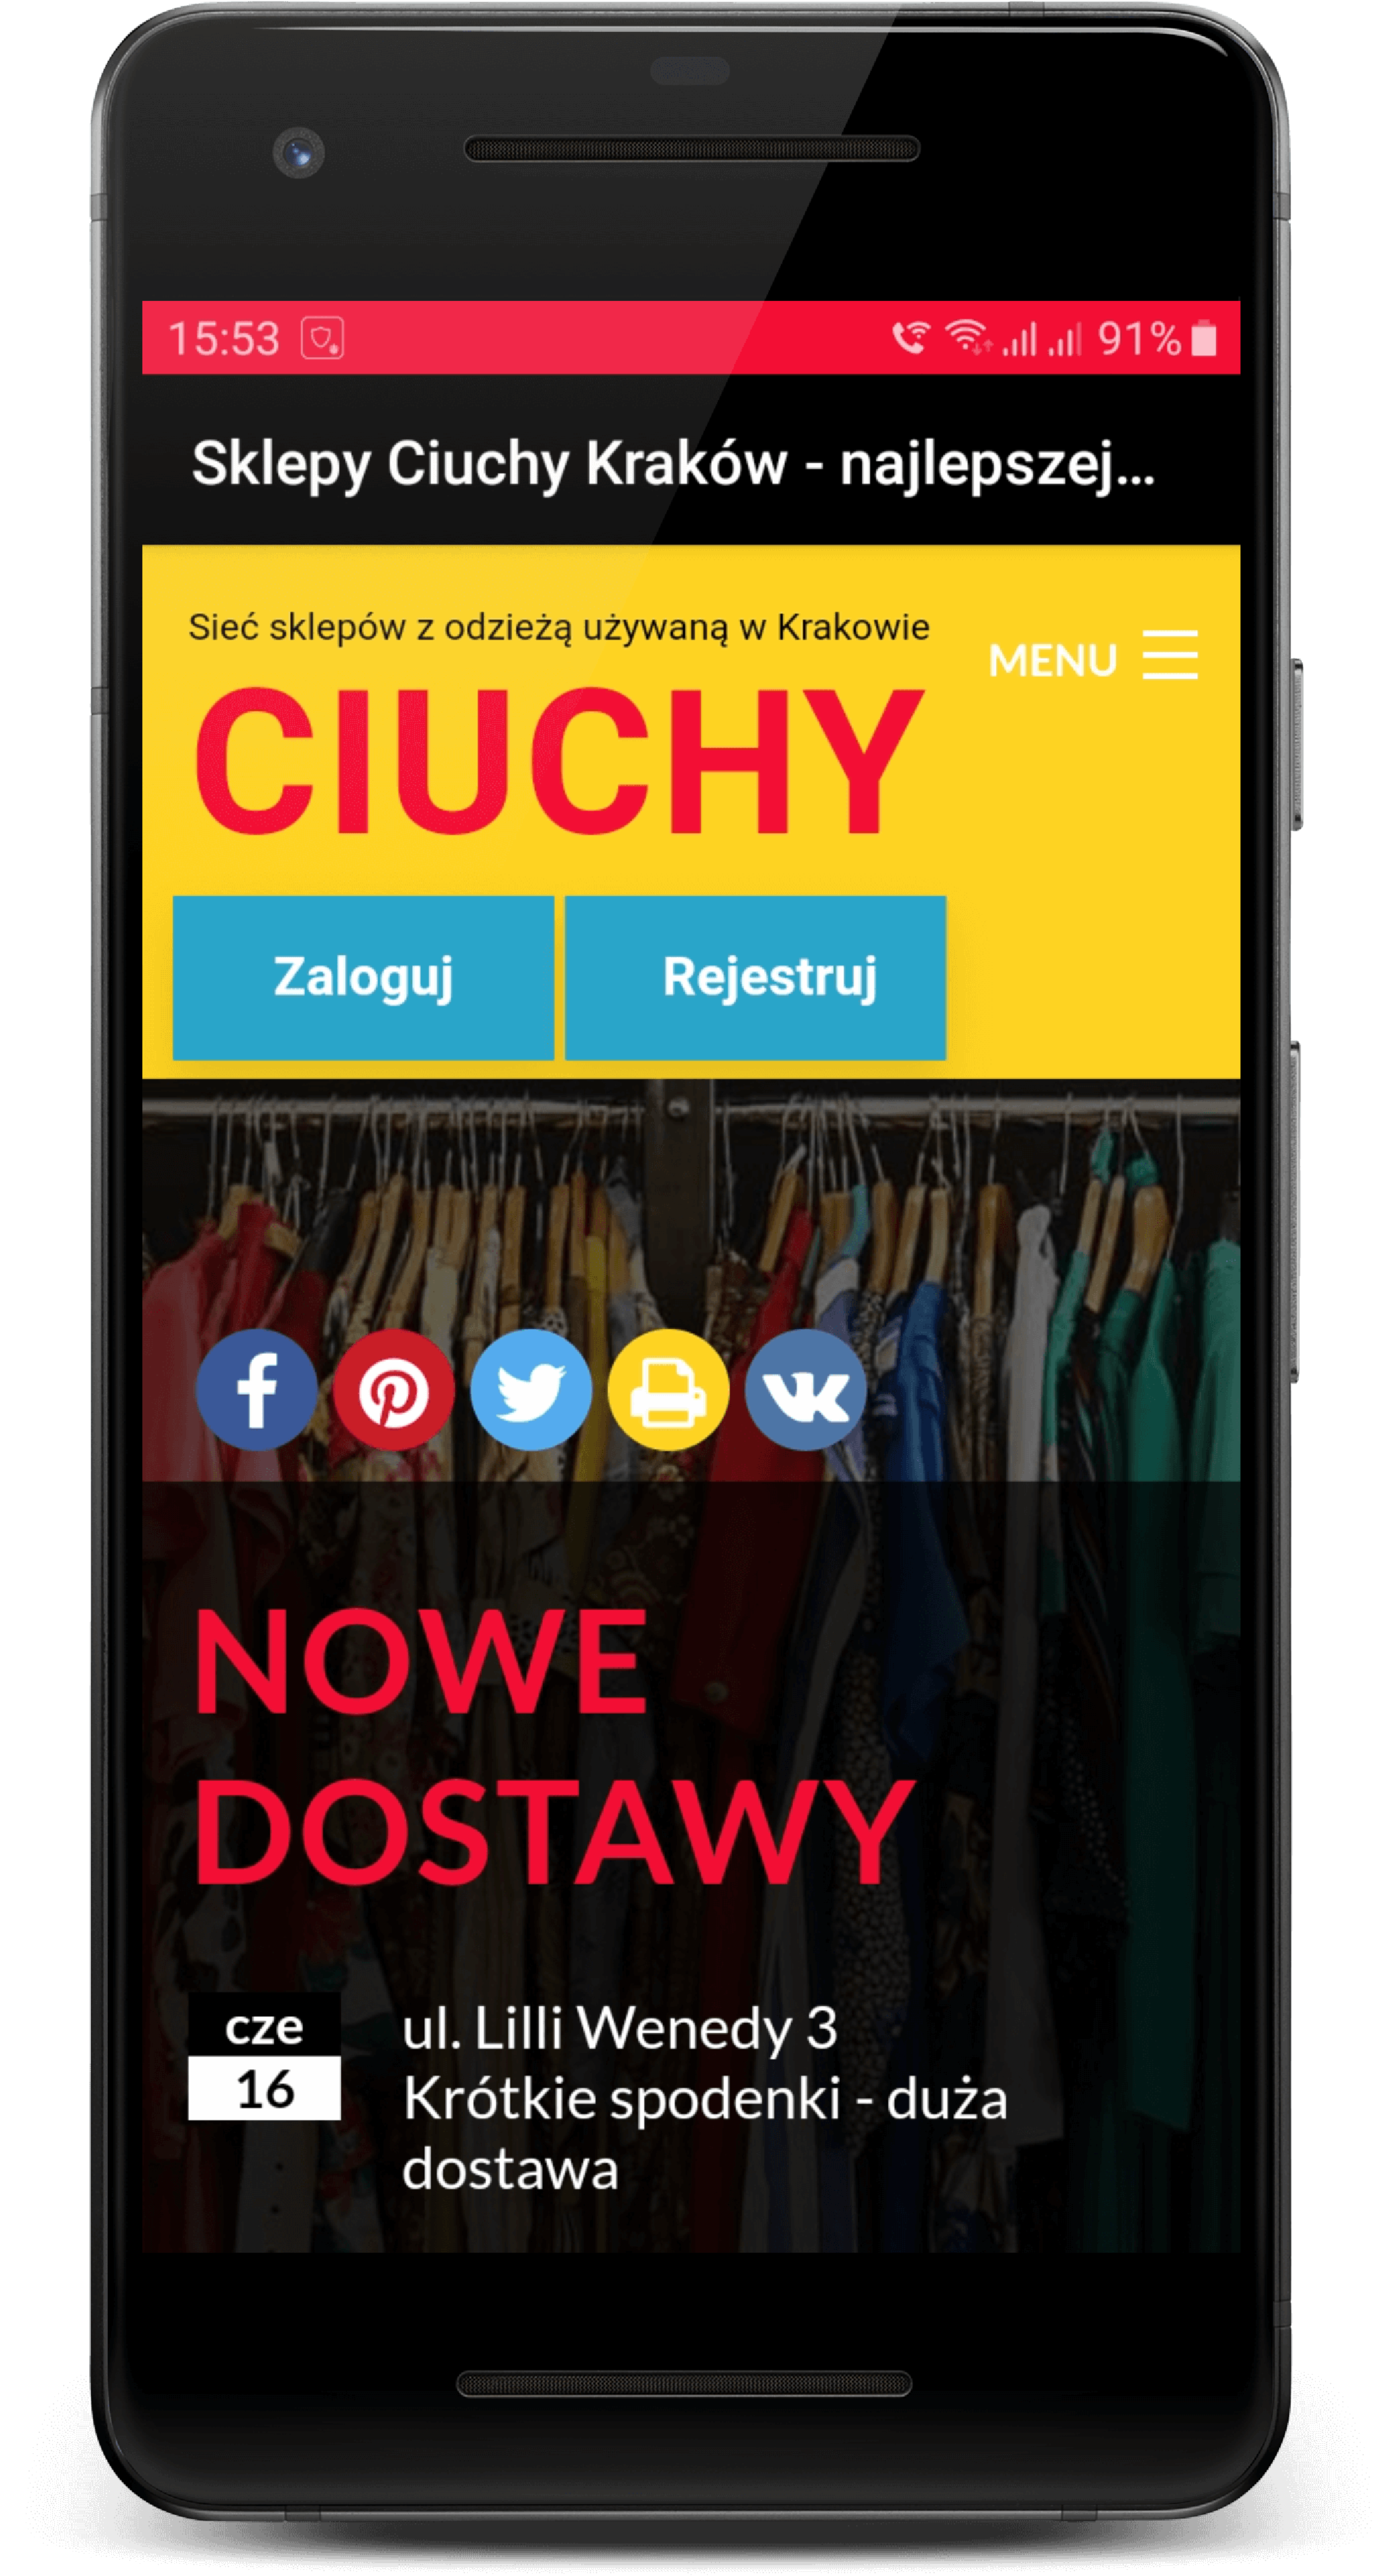 15:53 91%
Sklepy Ciuchy Kraków - najlepszej...
Sieć sklepów z odzieżą używaną w Krakowie
MENU
CIUCHY
Zaloguj Rejestruj
NOWE
DOSTAWY
cze
16
ul. Lilli Wenedy 3
Krótkie spodenki - duża
dostawa